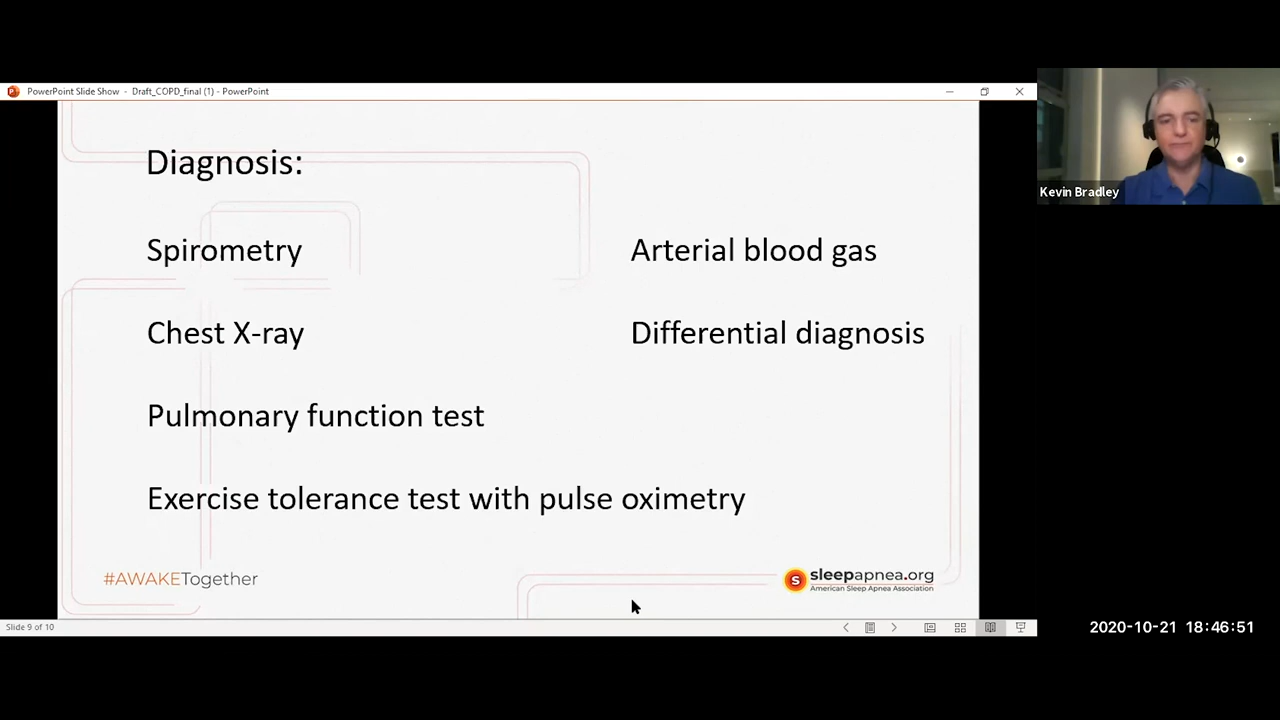 PowerPoint Slide Show - Draft_COPD_final (1) - PowerPoint
Diagnosis:
Spirometry
Arterial blood gas
Chest X-ray
Differential diagnosis
Pulmonary function test
Exercise tolerance test with pulse oximetry
#AWAKETogether
s
sleepapnea.org
American Sleep Apnea Association
Slide 9 of 10
Kevin Bradley
2020-10-21 18:46:51